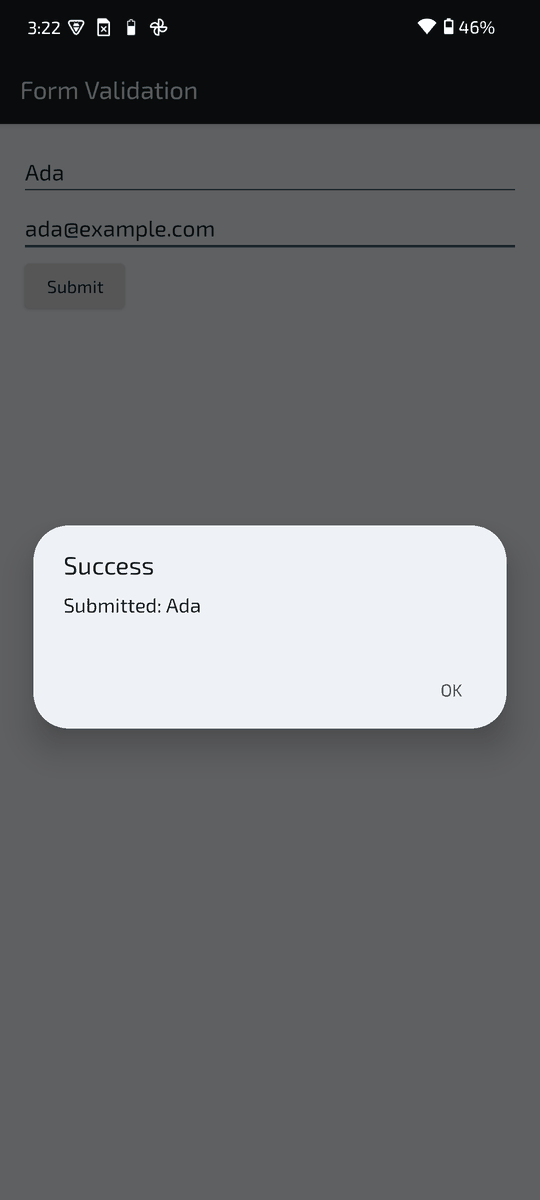 3:22
46%
Form Validation
Ada
ada@example.com
Submit
Success
Submitted: Ada
OK